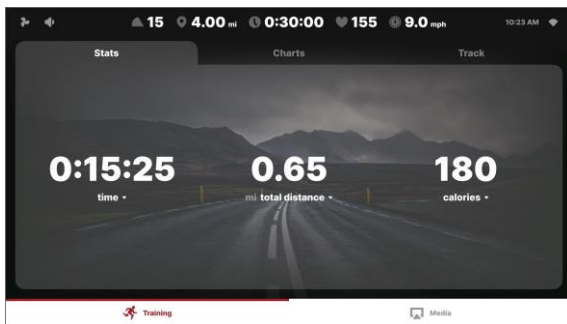 15 4.00 mi 0:30:00 155 9.0 mph 10:23 AM
Stats Charts Track
0:15:25 0.65 180
time mi total distance calories
Training Media